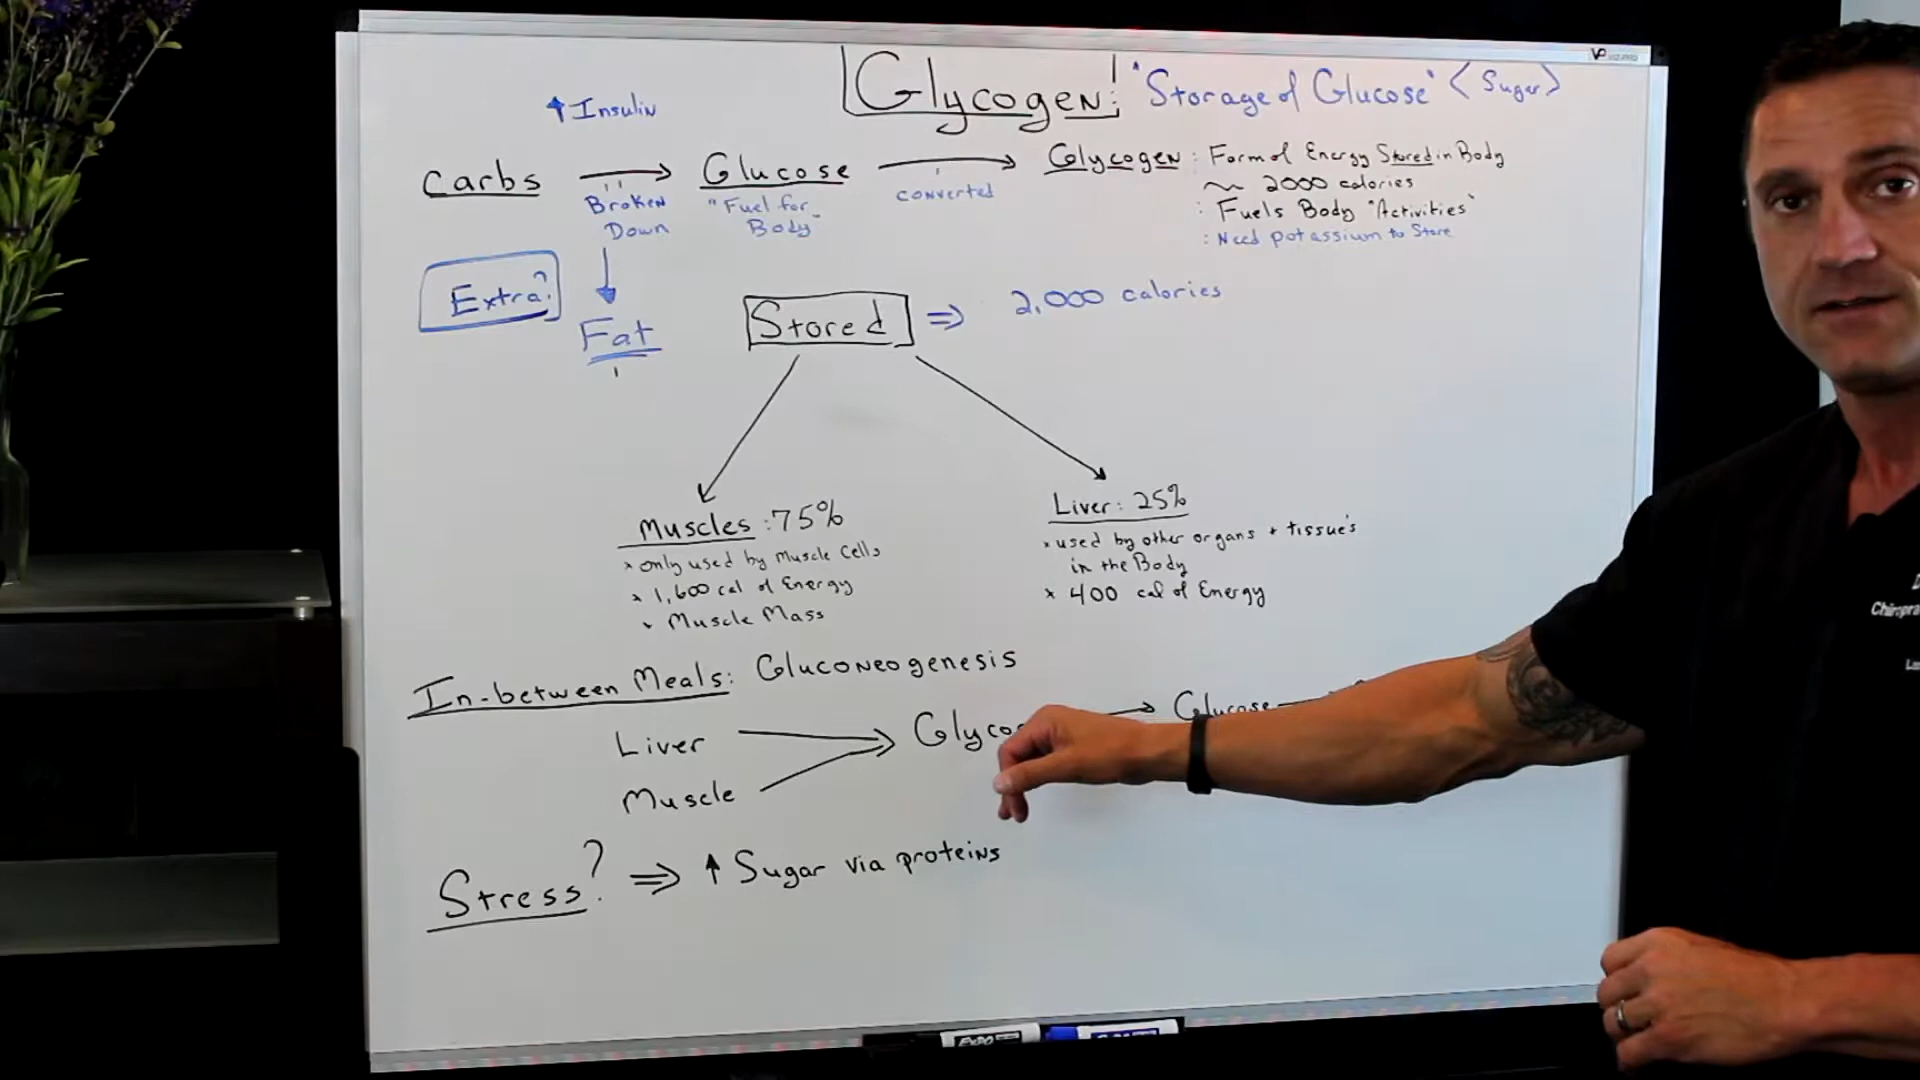 Glycogen: "Storage of Glucose" <Sugar>
↑ Insulin
Carbs → Glucose → Glycogen : Form of Energy Stored in Body
Broken Down
"Fuel for Body"
converted
~ 2000 calories
: Fuels Body "Activities"
: Need potassium to Store
Extra?
Fat
Stored ⇒ 2,000 calories
Muscles : 75%
* only used by Muscle Cells
* 1,600 cal of Energy
* Muscle Mass
Liver : 25%
* used by other organs + tissue's
in the Body
* 400 cal of Energy
In-between Meals: Gluconeogenesis
Liver
Muscle
Glyco
→ Glucose
Stress? ⇒ ↑ Sugar via proteins
EXPO
Chiropra